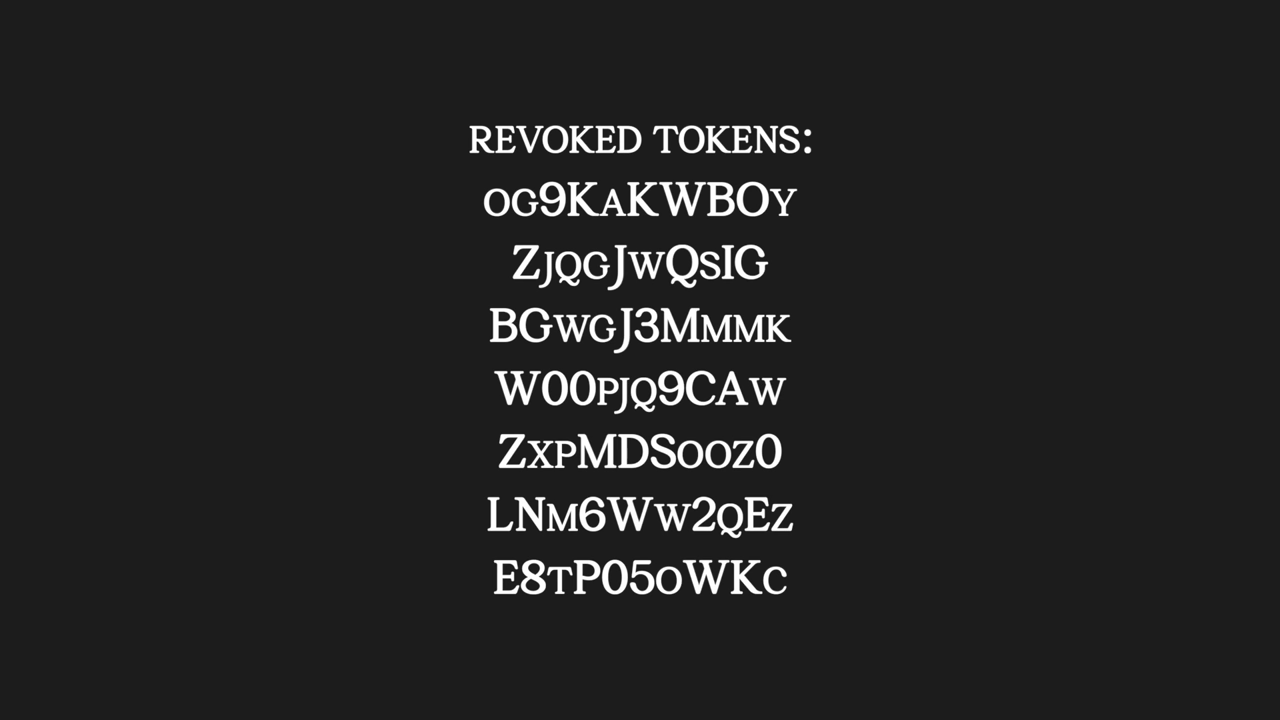 revoked tokens:
og9KaKWBOy
ZjqgJwQsIG
BGwgJ3Mmmk
W00pjq9CAw
ZxpMDSooz0
LNm6Ww2qEz
E8tP05oWKc